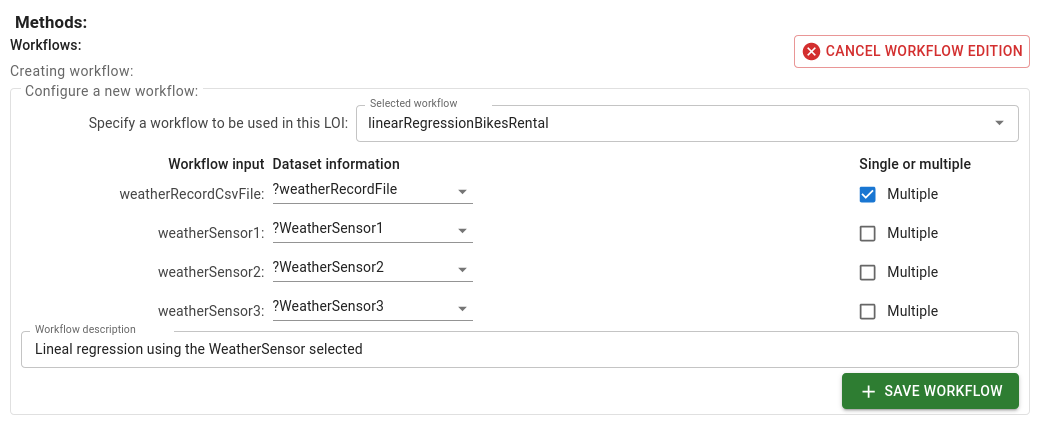 Methods:
Workflows:
CANCEL WORKFLOW EDITION
Creating workflow:
Configure a new workflow:
Selected workflow
Specify a workflow to be used in this LOI: linearRegressionBikesRental
Workflow input Dataset information Single or multiple
weatherRecordCsvFile: ?weatherRecordFile Multiple
weatherSensor1: ?WeatherSensor1 Multiple
weatherSensor2: ?WeatherSensor2 Multiple
weatherSensor3: ?WeatherSensor3 Multiple
Workflow description
Lineal regression using the WeatherSensor selected
+ SAVE WORKFLOW